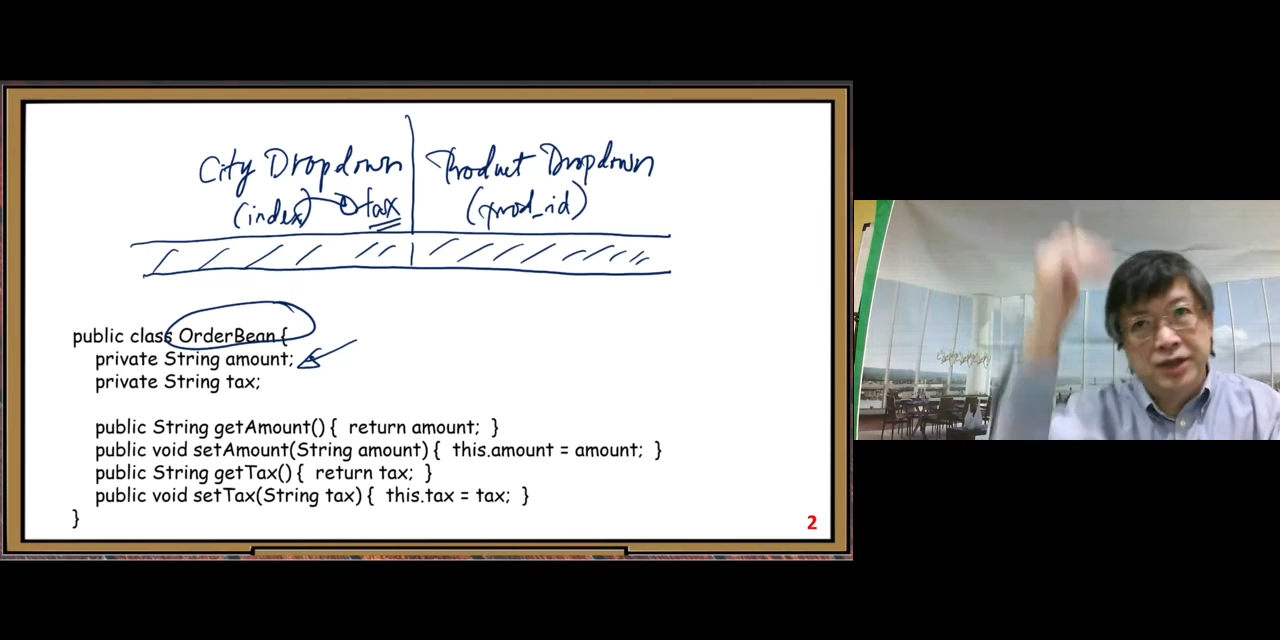 City Dropdown Product Dropdown
(index) tax (prod_id)
public class OrderBean {
private String amount;
private String tax;
public String getAmount() { return amount; }
public void setAmount(String amount) { this.amount = amount; }
public String getTax() { return tax; }
public void setTax(String tax) { this.tax = tax; }
}
2